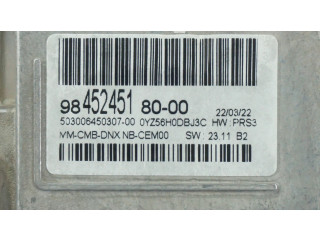 98 452451 80-00 22/03/22
503006450307-00 0YZ56H0DBJ3C HW : PRS3
MM-CMB-DNX NB-CEM00 SW : 23.11 B2